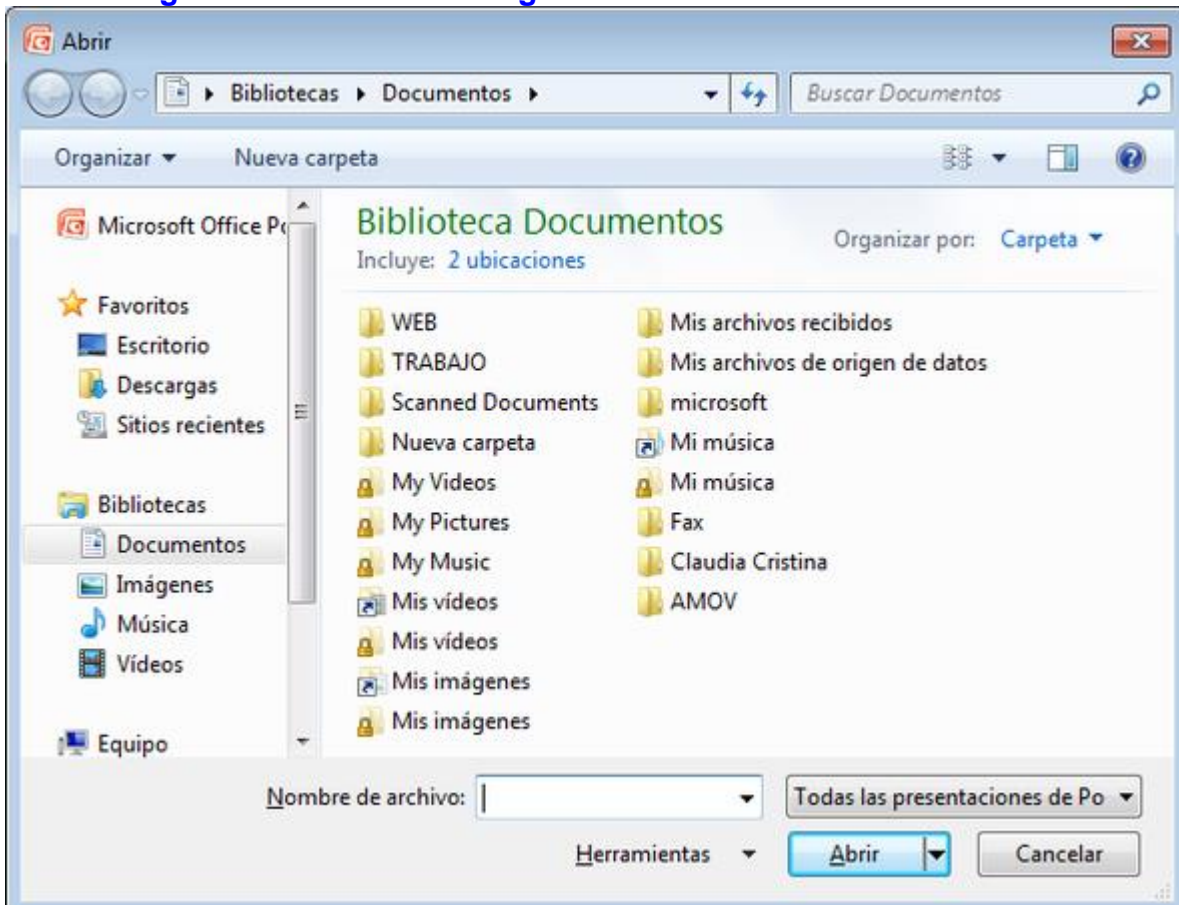 Abrir
Bibliotecas Documentos
Buscar Documentos
Organizar Nueva carpeta
Microsoft Office Po
Favoritos
Escritorio
Descargas
Sitios recientes
Bibliotecas
Documentos
Imágenes
Música
Vídeos
Equipo
Biblioteca Documentos
Incluye: 2 ubicaciones
Organizar por: Carpeta
WEB
TRABAJO
Scanned Documents
Nueva carpeta
My Videos
My Pictures
My Music
Mis vídeos
Mis vídeos
Mis imágenes
Mis imágenes
Mis archivos recibidos
Mis archivos de origen de datos
microsoft
Mi música
Mi música
Fax
Claudia Cristina
AMOV
Nombre de archivo:
Todas las presentaciones de Po
Herramientas Abrir Cancelar